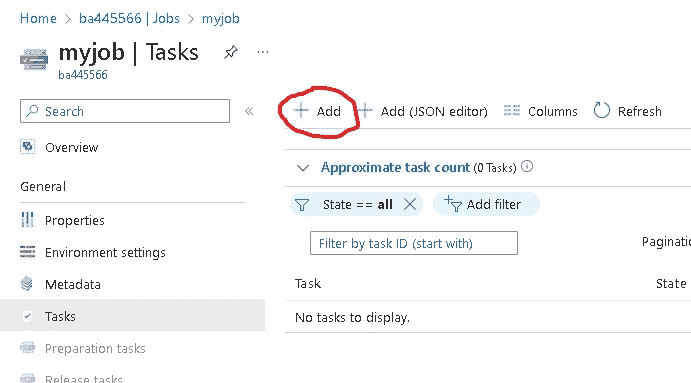 Home > ba445566 | Jobs > myjob
myjob | Tasks
ba445566
Search
Overview
General
Properties
Environment settings
Metadata
Tasks
Preparation tasks
Release tasks
Add
Add (JSON editor)
Columns
Refresh
Approximate task count (0 Tasks)
State == all
Add filter
Filter by task ID (start with)
Paginatio
Task
State
No tasks to display.